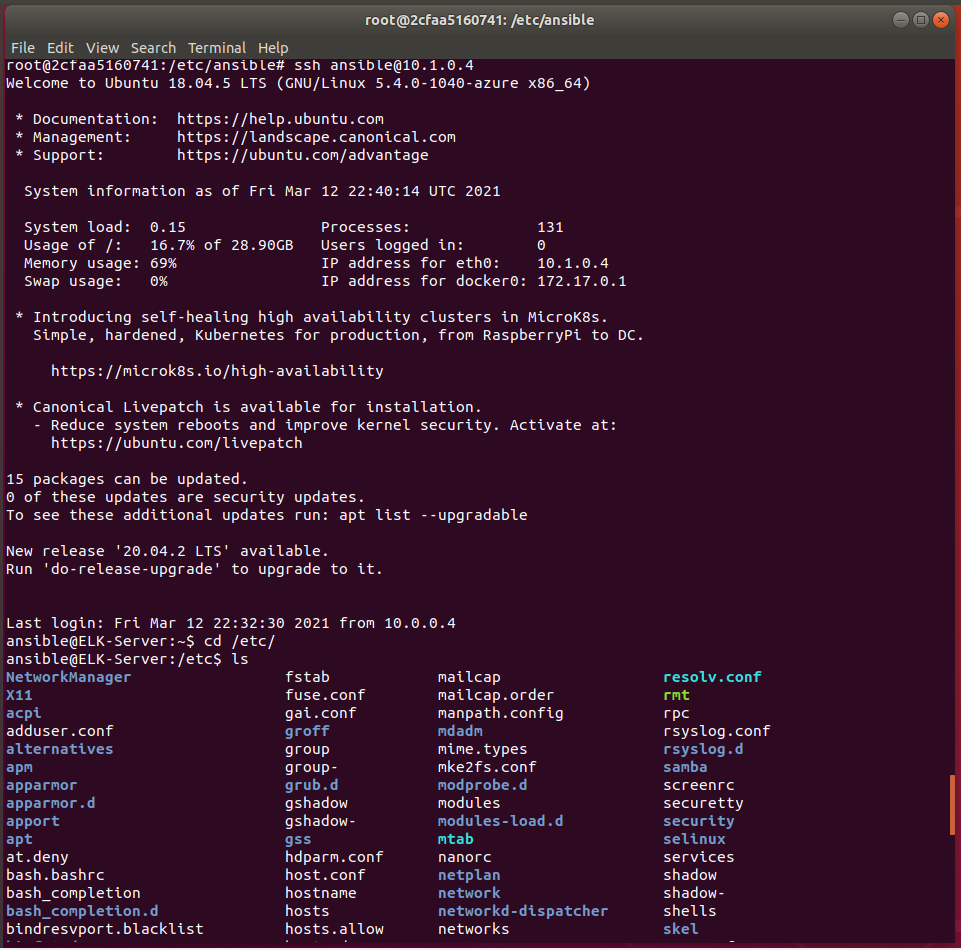 root@2cfaa5160741: /etc/ansible
File Edit View Search Terminal Help
root@2cfaa5160741:/etc/ansible# ssh ansible@10.1.0.4
Welcome to Ubuntu 18.04.5 LTS (GNU/Linux 5.4.0-1040-azure x86_64)
* Documentation: https://help.ubuntu.com
* Management: https://landscape.canonical.com
* Support: https://ubuntu.com/advantage
System information as of Fri Mar 12 22:40:14 UTC 2021
System load: 0.15 Processes: 131
Usage of /: 16.7% of 28.90GB Users logged in: 0
Memory usage: 69% IP address for eth0: 10.1.0.4
Swap usage: 0% IP address for docker0: 172.17.0.1
* Introducing self-healing high availability clusters in MicroK8s.
Simple, hardened, Kubernetes for production, from RaspberryPi to DC.
https://microk8s.io/high-availability
* Canonical Livepatch is available for installation.
- Reduce system reboots and improve kernel security. Activate at:
https://ubuntu.com/livepatch
15 packages can be updated.
0 of these updates are security updates.
To see these additional updates run: apt list --upgradable
New release '20.04.2 LTS' available.
Run 'do-release-upgrade' to upgrade to it.
Last login: Fri Mar 12 22:32:30 2021 from 10.0.0.4
ansible@ELK-Server:~$ cd /etc/
ansible@ELK-Server:/etc$ ls
NetworkManager fstab mailcap resolv.conf
X11 fuse.conf mailcap.order rmt
acpi gai.conf manpath.config rpc
adduser.conf groff mdadm rsyslog.conf
alternatives group mime.types rsyslog.d
apm group- mke2fs.conf samba
apparmor grub.d modprobe.d screenrc
apparmor.d gshadow modules securetty
apport gshadow- modules-load.d security
apt gss mtab selinux
at.deny hdparm.conf nanorc services
bash.bashrc host.conf netplan shadow
bash_completion hostname network shadow-
bash_completion.d hosts networkd-dispatcher shells
bindresvport.blacklist hosts.allow networks skel